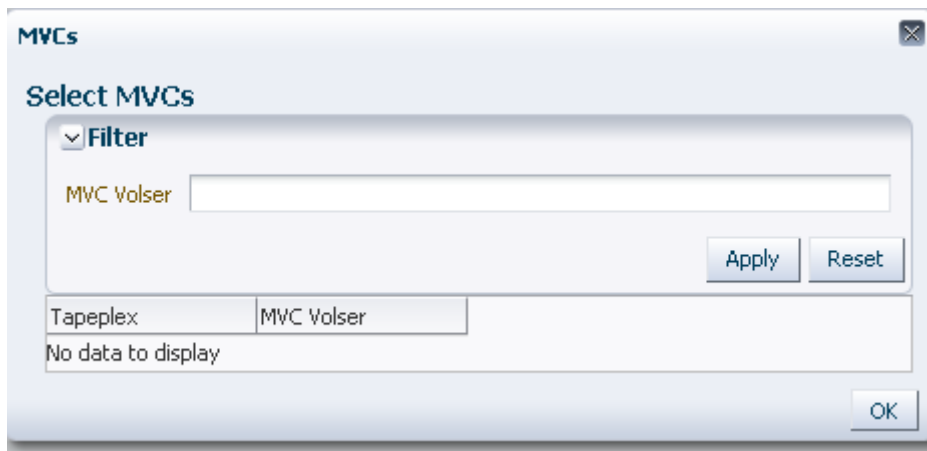 MVCs
Select MVCs
Filter
MVC Volser
Apply Reset
Tapeplex MVC Volser
No data to display
OK